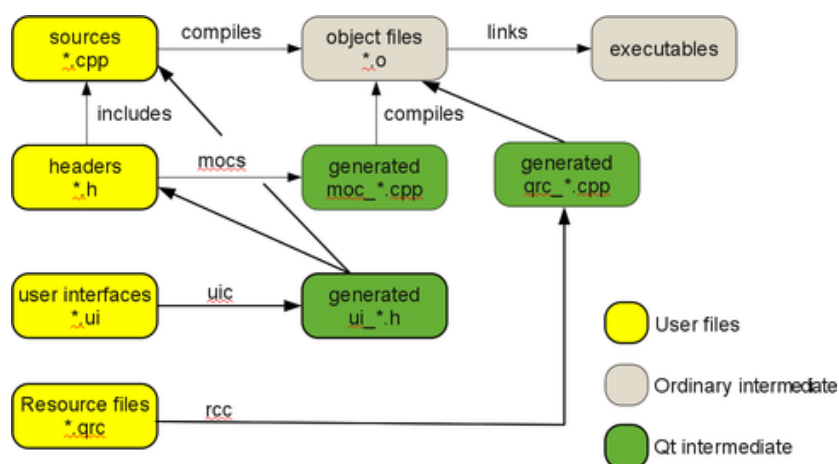 sources
*.cpp
compiles
object files
*.o
links
executables
includes
compiles
headers
*.h
mocs
generated
moc_*.cpp
generated
qrc_*.cpp
user interfaces
*.ui
uic
generated
ui_*.h
User files
Resource files
*.qrc
rcc
Ordinary intermediate
Qt intermediate